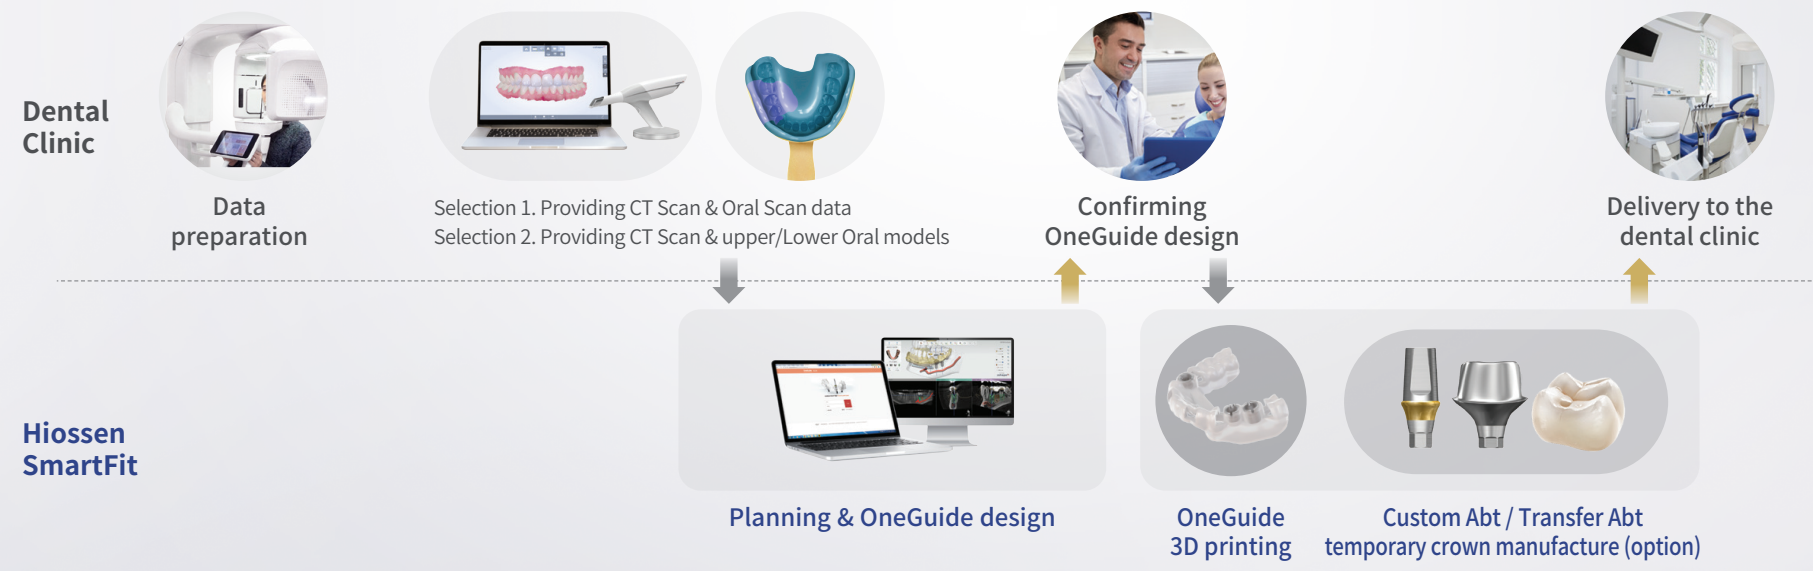 Dental
Clinic
Data
preparation
Selection 1. Providing CT Scan & Oral Scan data
Selection 2. Providing CT Scan & upper/Lower Oral models
Confirming
OneGuide design
Delivery to the
dental clinic
Hiossen
SmartFit
Planning & OneGuide design
OneGuide
3D printing
Custom Abt / Transfer Abt
temporary crown manufacture (option)